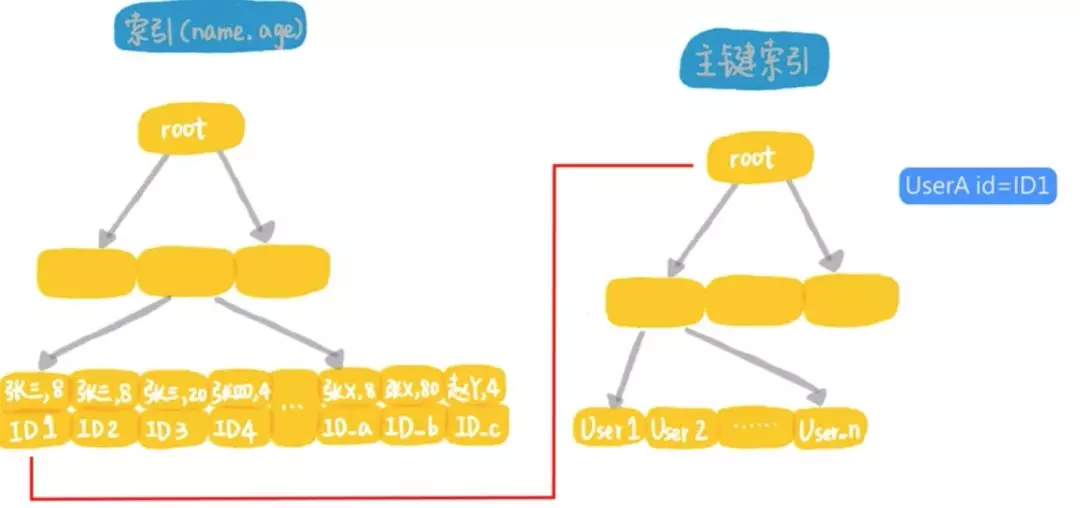 索引(name.age)
root
张三,8 张三,8 张三,20 张四,4 ... 张X,8 张X,80 赵Y,4
ID1 ID2 ID3 ID4 ID_a ID_b ID_c
主键索引
root
User1 User2 ...... User_n
UserA id=ID1